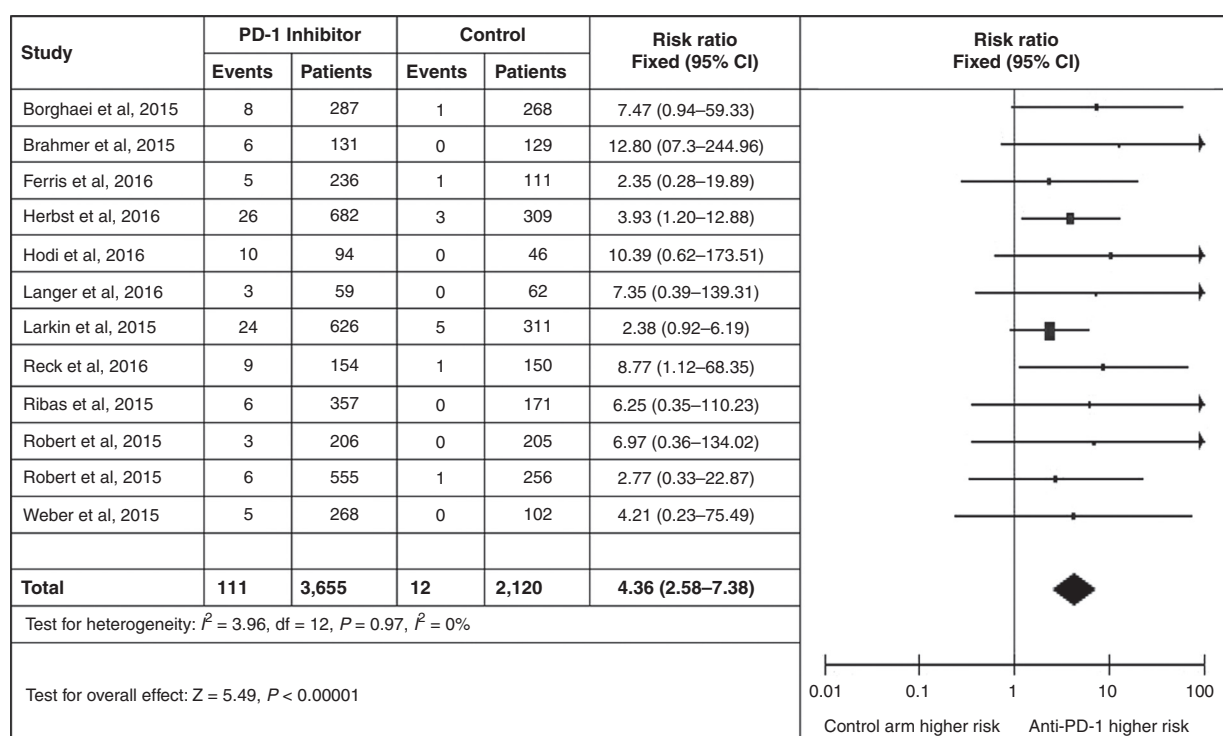 Study PD-1 Inhibitor Control Risk ratio Fixed (95% CI) Risk ratio Fixed (95% CI)
Events Patients Events Patients
Borghaei et al, 2015 8 287 1 268 7.47 (0.94–59.33)
Brahmer et al, 2015 6 131 0 129 12.80 (07.3–244.96)
Ferris et al, 2016 5 236 1 111 2.35 (0.28–19.89)
Herbst et al, 2016 26 682 3 309 3.93 (1.20–12.88)
Hodi et al, 2016 10 94 0 46 10.39 (0.62–173.51)
Langer et al, 2016 3 59 0 62 7.35 (0.39–139.31)
Larkin et al, 2015 24 626 5 311 2.38 (0.92–6.19)
Reck et al, 2016 9 154 1 150 8.77 (1.12–68.35)
Ribas et al, 2015 6 357 0 171 6.25 (0.35–110.23)
Robert et al, 2015 3 206 0 205 6.97 (0.36–134.02)
Robert et al, 2015 6 555 1 256 2.77 (0.33–22.87)
Weber et al, 2015 5 268 0 102 4.21 (0.23–75.49)
Total 111 3,655 12 2,120 4.36 (2.58–7.38)
Test for heterogeneity: I² = 3.96, df = 12, P = 0.97, I² = 0%
Test for overall effect: Z = 5.49, P < 0.00001
0.01 0.1 1 10 100
Control arm higher risk Anti-PD-1 higher risk